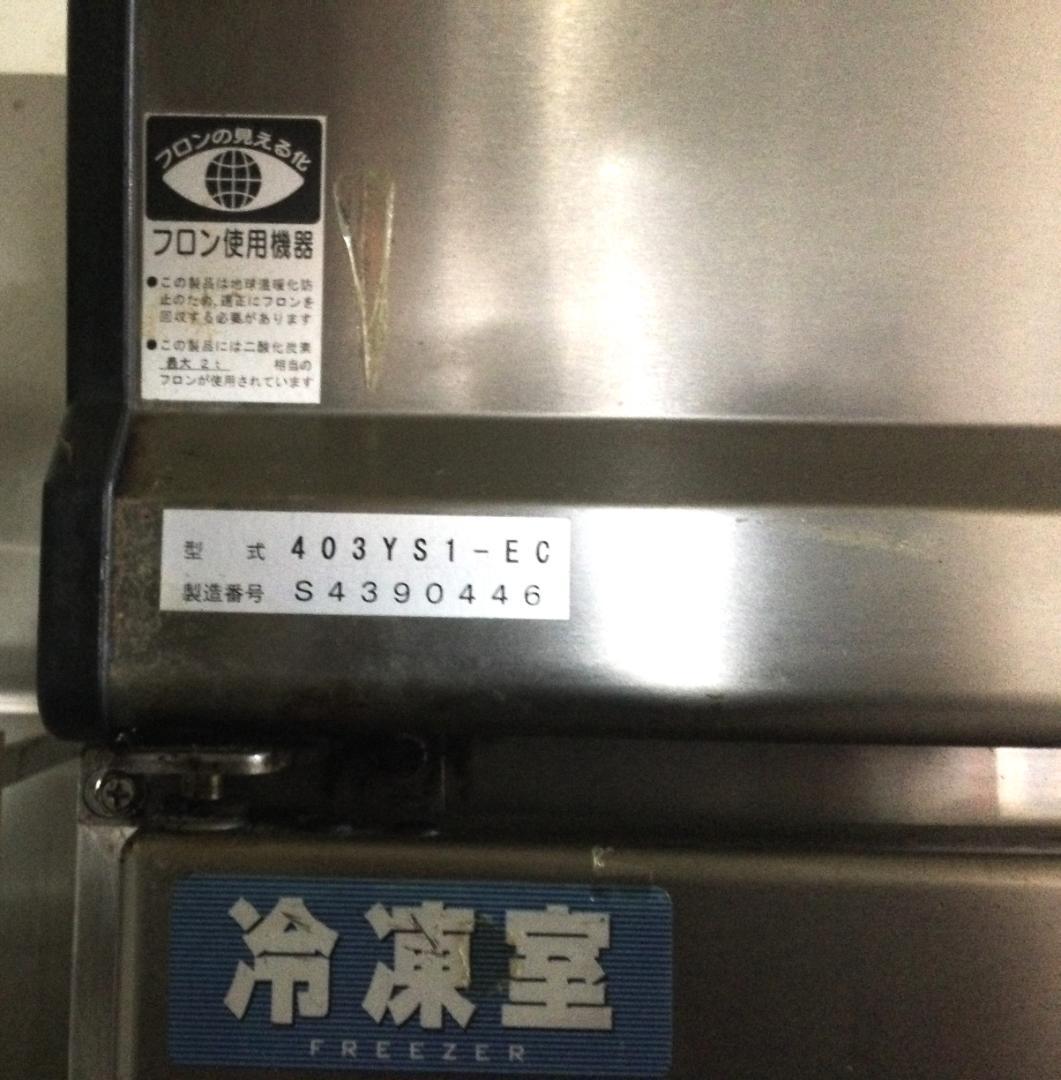 フロンの見える化
フロン使用機器
●この製品は地球温暖化防
止のため、適正にフロンを
回収する必要があります
●この製品には二酸化炭素
最大 2t 相当の
フロンが使用されています
型 式 403YS1-EC
製造番号 S4390446
冷凍室
FREEZER